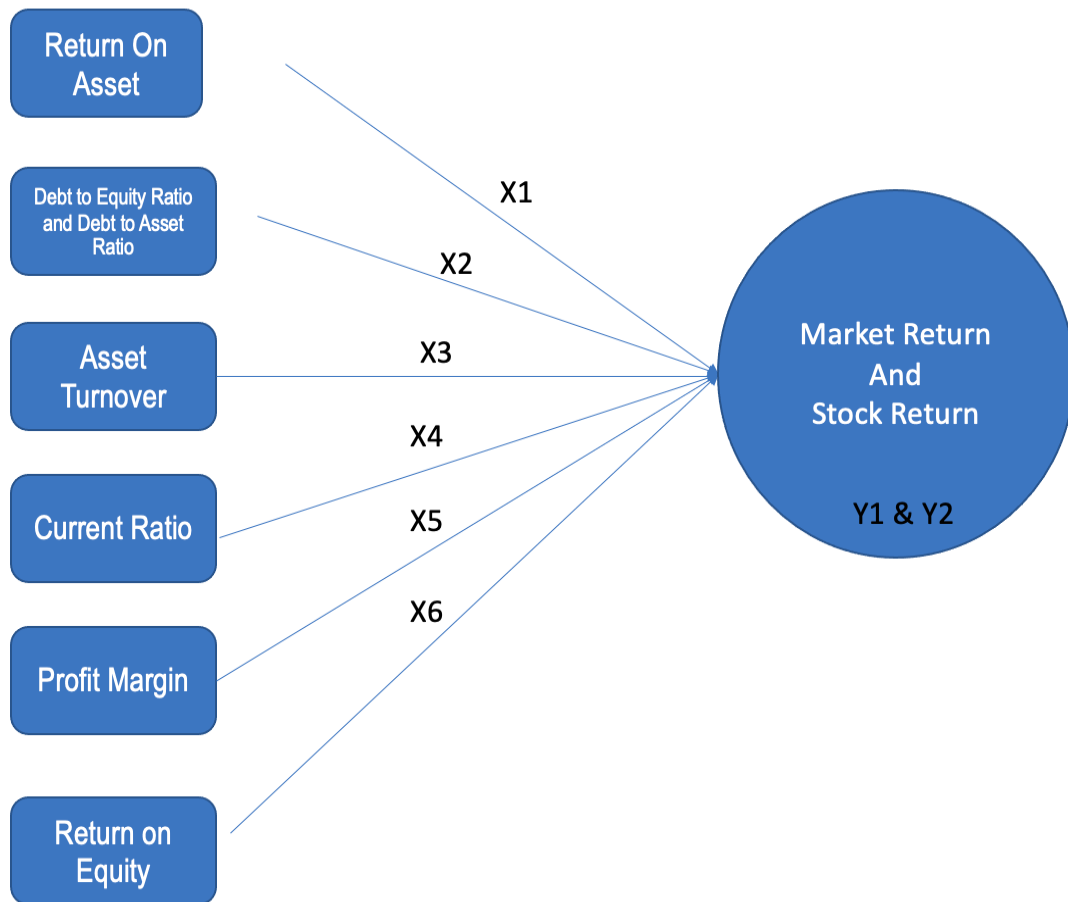 Return On
Asset
X1
Debt to Equity Ratio
and Debt to Asset
Ratio
X2
Asset
Turnover
X3
Market Return
And
Stock Return
X4
Current Ratio
X5
Y1 & Y2
X6
Profit Margin
Return on
Equity